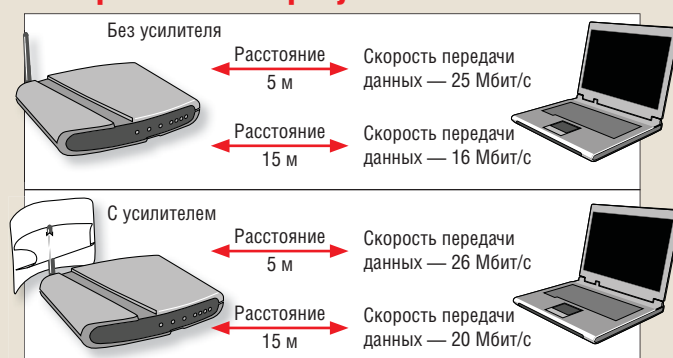 Без усилителя
Расстояние
5 м
Скорость передачи
данных — 25 Мбит/с
Расстояние
15 м
Скорость передачи
данных — 16 Мбит/с
С усилителем
Расстояние
5 м
Скорость передачи
данных — 26 Мбит/с
Расстояние
15 м
Скорость передачи
данных — 20 Мбит/с